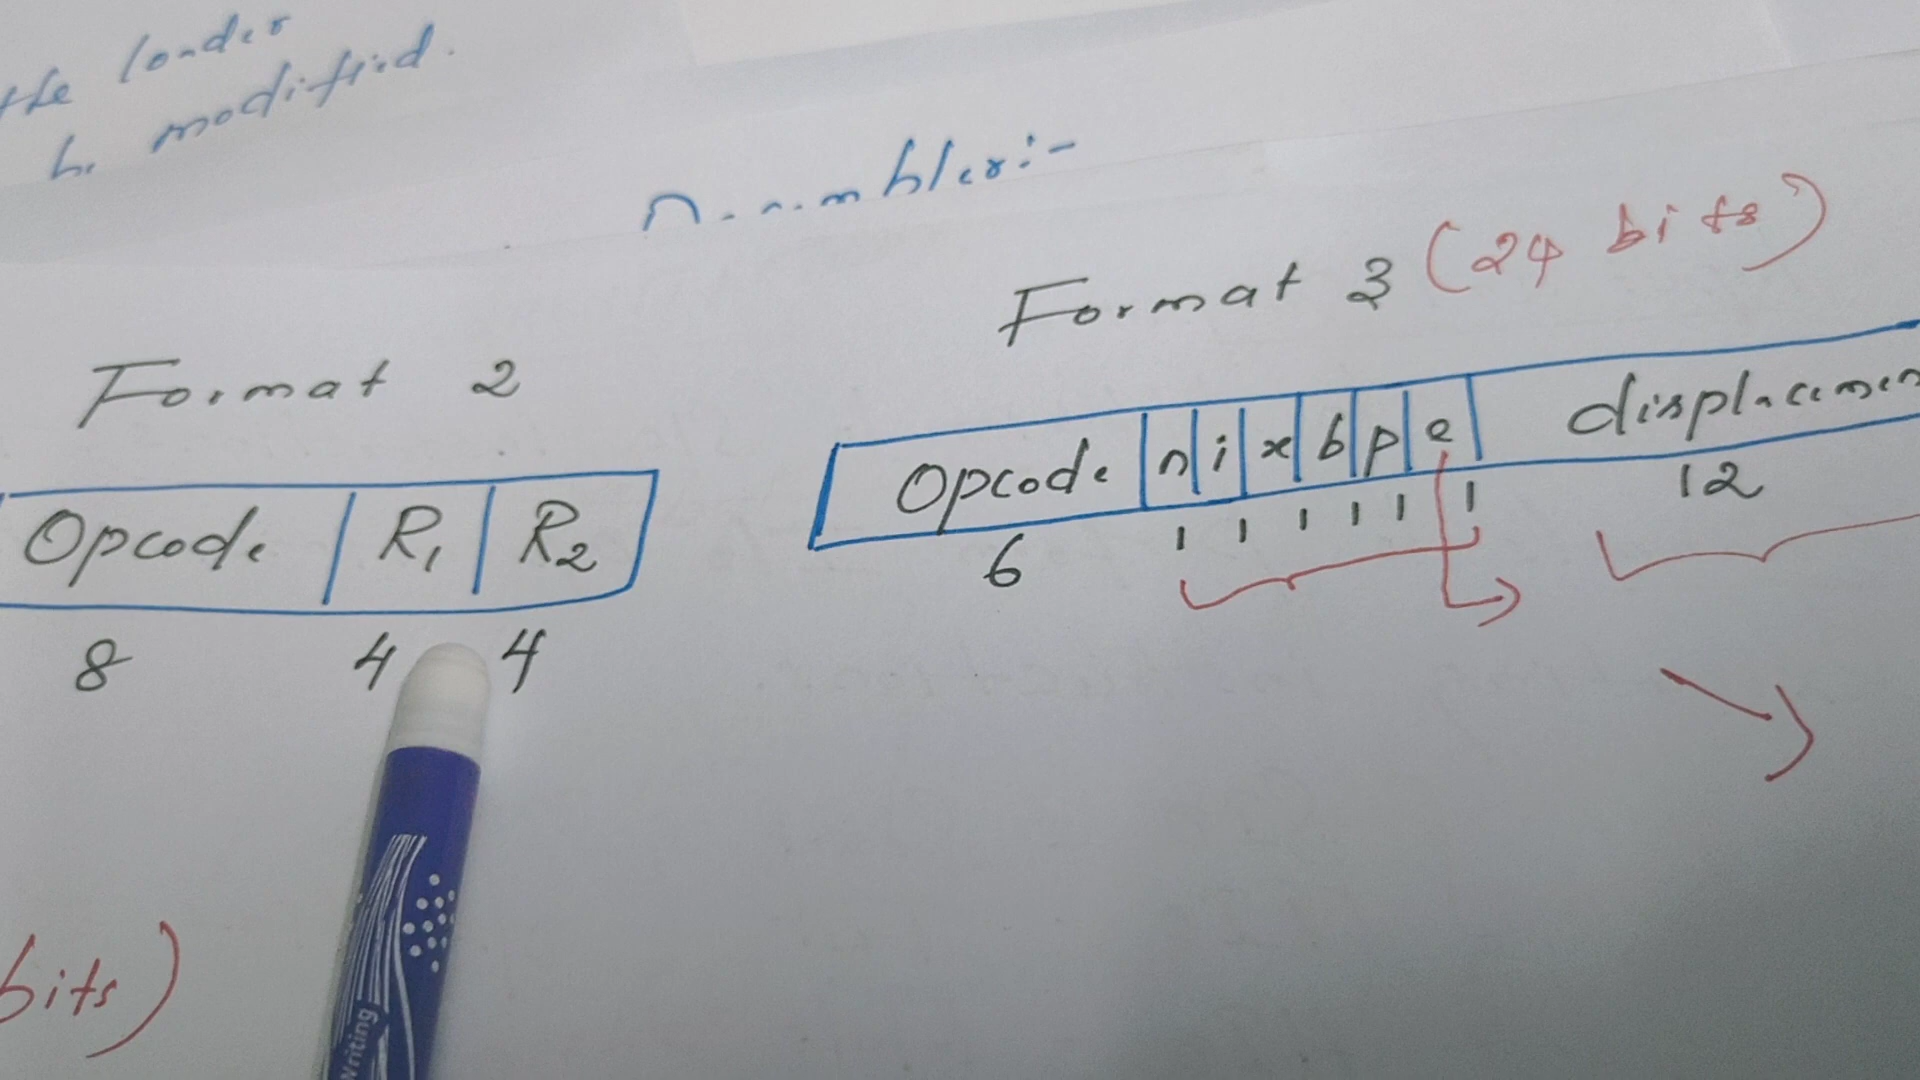 the loader
be modified.
Format 3 (24 bits)
Format 2
Opcode n i x b p e displacemen
6 1 1 1 1 1 1 12
Opcode R1 R2
8 4 4
bits)
Writing